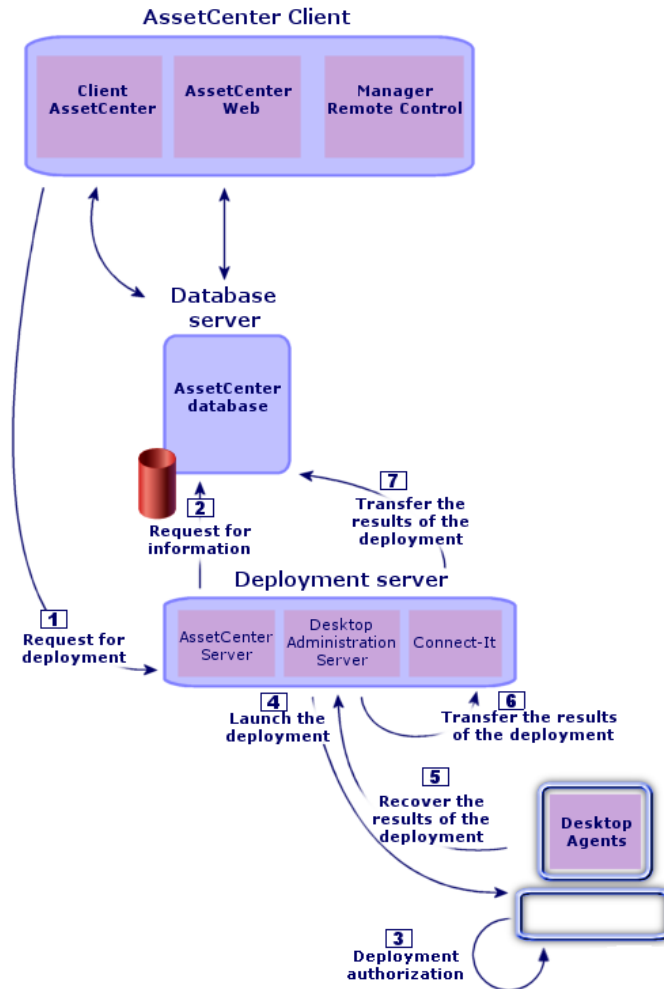 AssetCenter Client
Client
AssetCenter
AssetCenter
Web
Manager
Remote Control
Database
server
AssetCenter
database
7
Transfer the
results of the
deployment
2
Request for
information
Deployment server
1
Request for
deployment
AssetCenter
Server
Desktop
Administration
Server
Connect-It
4
Launch the
deployment
6
Transfer the results
of the deployment
5
Recover the
results of the
deployment
Desktop
Agents
3
Deployment
authorization